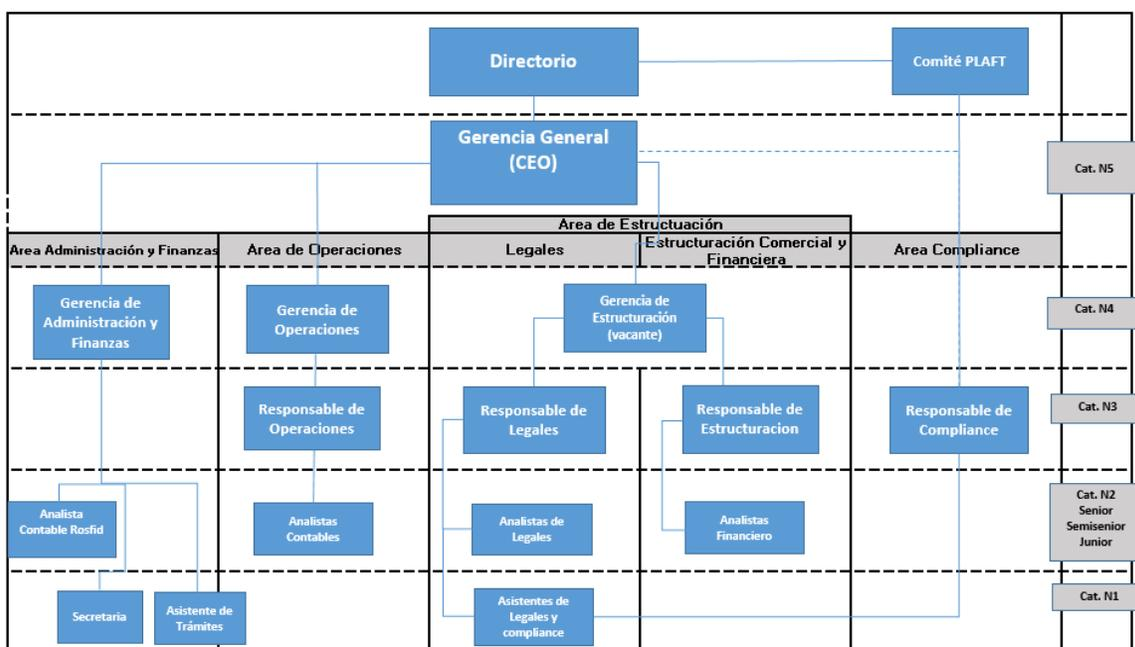 Directorio
Comité PLAFT
Gerencia General
(CEO)
Cat. N5
Area de Estructuación
Area Administración y Finanzas
Area de Operaciones
Legales
Estructuración Comercial y
Financiera
Area Compliance
Gerencia de
Administración y
Finanzas
Gerencia de
Operaciones
Gerencia de
Estructuración
(vacante)
Cat. N4
Responsable de
Operaciones
Responsable de
Legales
Responsable de
Estructuracion
Responsable de
Compliance
Cat. N3
Analista
Contable Rosfid
Analistas
Contables
Analistas de
Legales
Analistas
Financiero
Cat. N2
Senior
Semisenior
Junior
Secretaria
Asistente de
Trámites
Asistentes de
Legales y
compliance
Cat. N1